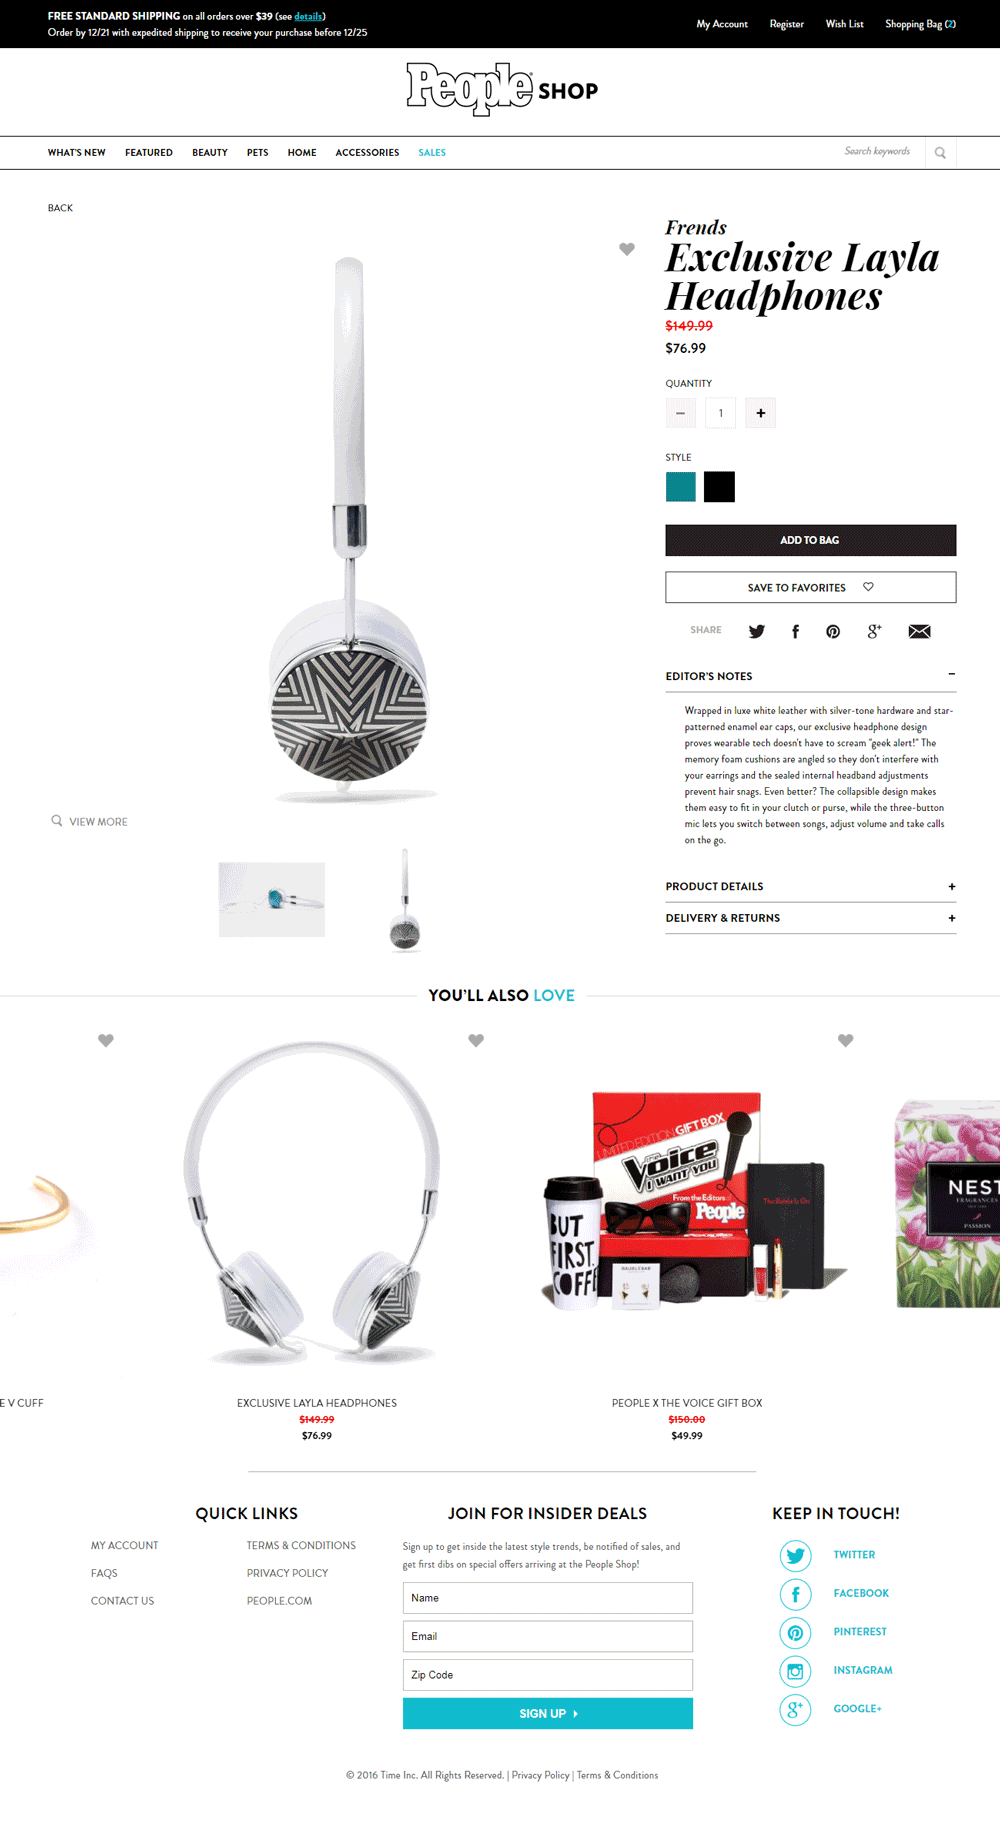 FREE STANDARD SHIPPING on all orders over $39 (see details)
Order by 12/21 with expedited shipping to receive your purchase before 12/25
My Account
Register
Wish List
Shopping Bag (2)
People SHOP
WHAT'S NEW
FEATURED
BEAUTY
PETS
HOME
ACCESSORIES
SALES
Search keywords
BACK
Frends
Exclusive Layla
Headphones
$149.99
$76.99
QUANTITY
− 1 +
STYLE
ADD TO BAG
SAVE TO FAVORITES
SHARE
EDITOR'S NOTES −
Wrapped in luxe white leather with silver-tone hardware and star-
patterned enamel ear caps, our exclusive headphone design
proves wearable tech doesn't have to scream "geek alert!" The
memory foam cushions are angled so they don't interfere with
your earrings and the sealed internal headband adjustments
prevent hair snags. Even better? The collapsible design makes
them easy to fit in your clutch or purse, while the three-button
mic lets you switch between songs, adjust volume and take calls
on the go.
VIEW MORE
PRODUCT DETAILS +
DELIVERY & RETURNS +
YOU'LL ALSO LOVE
LIMITED EDITION GIFT BOX
The Voice
I WANT YOU
From the Editors of
People
BUT
FIRST,
COFFE
BAUBLEBAR
The Battle Is On
NEST
FRAGRANCES
NEW YORK
PASSION
E V CUFF
EXCLUSIVE LAYLA HEADPHONES
$149.99
$76.99
PEOPLE X THE VOICE GIFT BOX
$150.00
$49.99
QUICK LINKS
MY ACCOUNT
FAQS
CONTACT US
TERMS & CONDITIONS
PRIVACY POLICY
PEOPLE.COM
JOIN FOR INSIDER DEALS
Sign up to get inside the latest style trends, be notified of sales, and
get first dibs on special offers arriving at the People Shop!
Name
Email
Zip Code
SIGN UP
KEEP IN TOUCH!
TWITTER
FACEBOOK
PINTEREST
INSTAGRAM
GOOGLE+
© 2016 Time Inc. All Rights Reserved. | Privacy Policy | Terms & Conditions